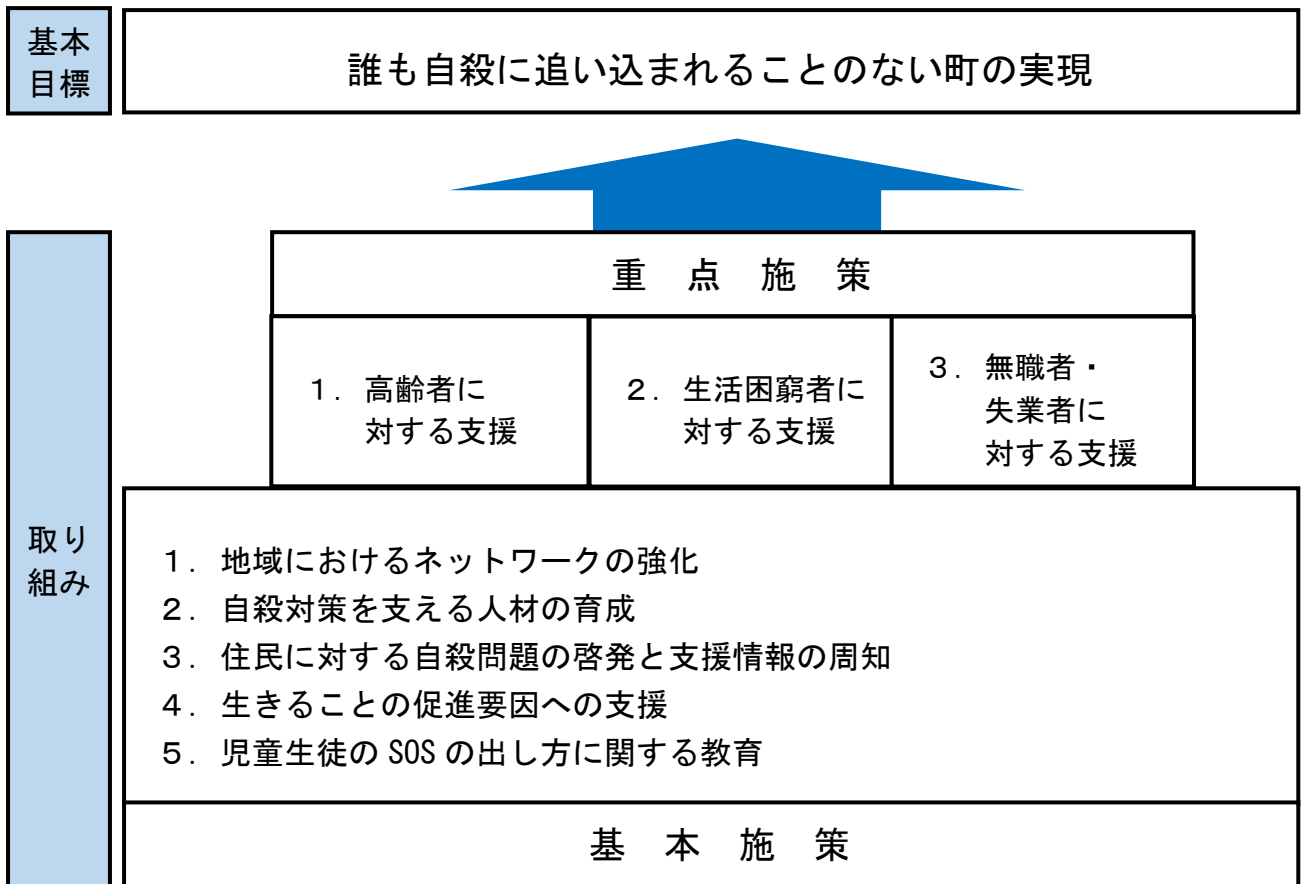 基本
目標
誰も自殺に追い込まれることのない町の実現
取り
組み
重 点 施 策
1．高齢者に
対する支援
2．生活困窮者に
対する支援
3．無職者・
失業者に
対する支援
1．地域におけるネットワークの強化
2．自殺対策を支える人材の育成
3．住民に対する自殺問題の啓発と支援情報の周知
4．生きることの促進要因への支援
5．児童生徒の SOS の出し方に関する教育
基 本 施 策